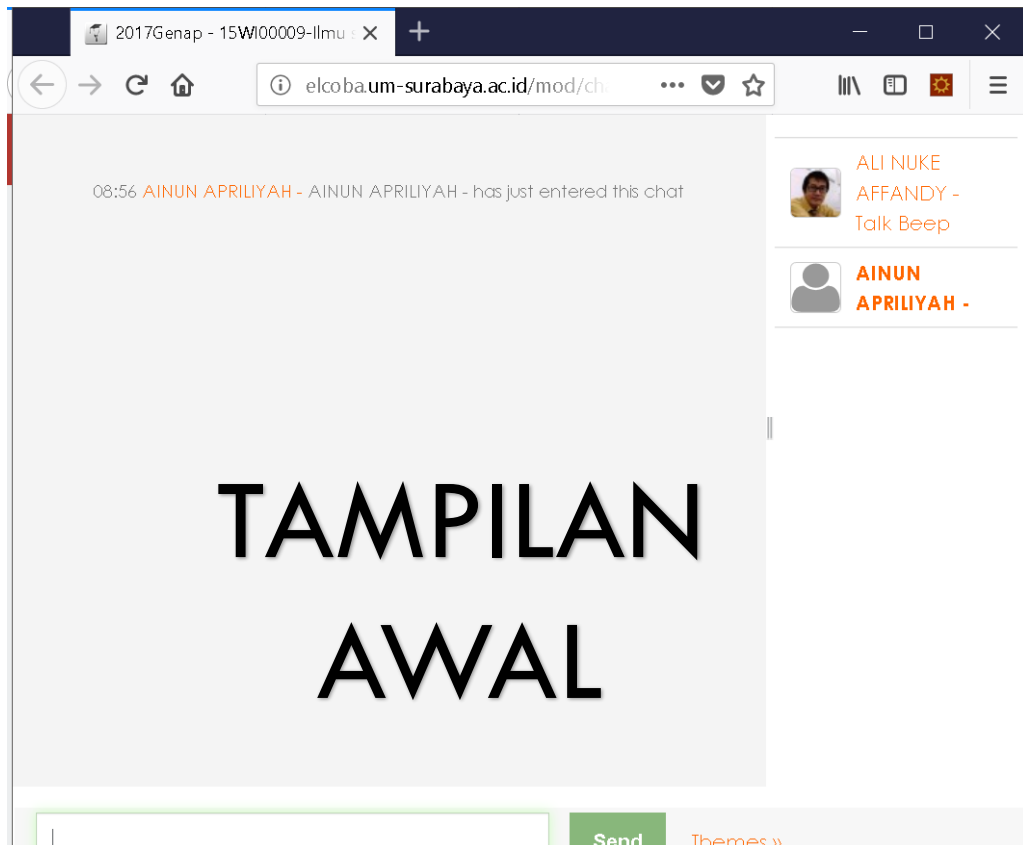 2017Genap - 15WI00009-Ilmu
elcoba.um-surabaya.ac.id/mod/ch
08:56 AINUN APRILIYAH - AINUN APRILIYAH - has just entered this chat
ALI NUKE
AFFANDY -
Talk Beep
AINUN
APRILIYAH -
TAMPILAN
AWAL
Send
Themes »